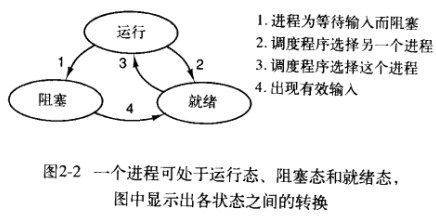 运行
1
3
2
阻塞
4
就绪
1. 进程为等待输入而阻塞
2. 调度程序选择另一个进程
3. 调度程序选择这个进程
4. 出现有效输入
图2-2 一个进程可处于运行态、阻塞态和就绪态，
图中显示出各状态之间的转换